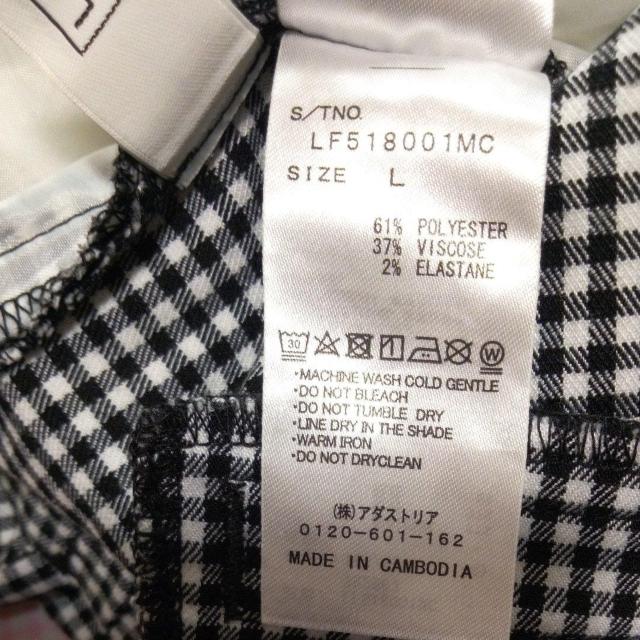 S/TNO.
LF518001MC
SIZE L
61% POLYESTER
37% VISCOSE
2% ELASTANE
30 W
・MACHINE WASH COLD GENTLE
・DO NOT BLEACH
・DO NOT TUMBLE DRY
・LINE DRY IN THE SHADE
・WARM IRON
・DO NOT DRYCLEAN
(株)アダストリア
0120-601-162
MADE IN CAMBODIA